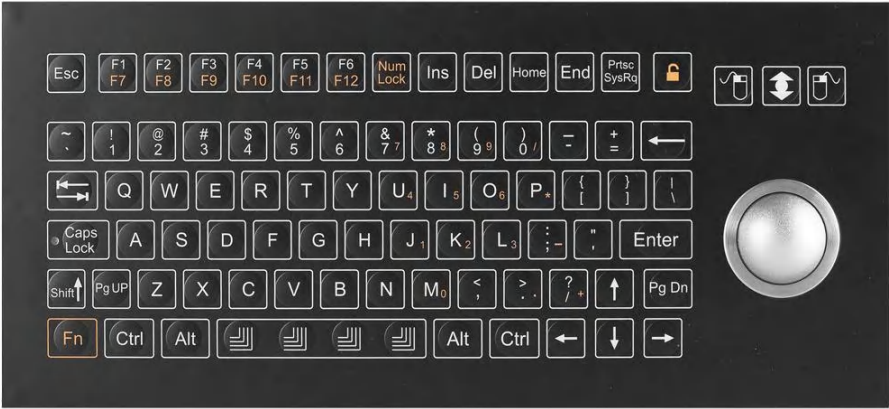 Esc F1 F2 F3 F4 F5 F6 Num Ins Del Home End Prtsc
F7 F8 F9 F10 F11 F12 Lock SysRq
~ ! @ # $ % ^ & * ( ) _ +
` 1 2 3 4 5 6 7 7 8 8 9 9 0 / - =
Q W E R T Y U 4 I 5 O 6 P * { } |
[ ] \
Caps A S D F G H J 1 K 2 L 3 : " Enter
Lock ; - '
Shift Pg UP Z X C V B N M 0 < > ? Pg Dn
, . . / +
Fn Ctrl Alt Alt Ctrl